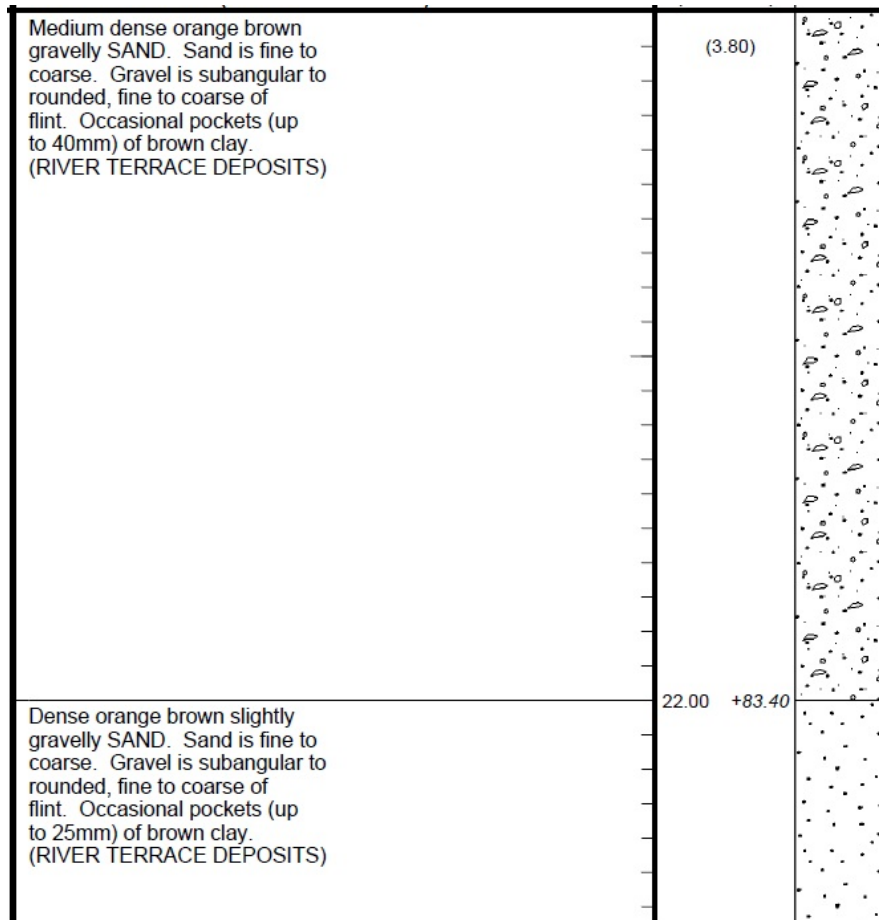 Medium dense orange brown
gravelly SAND. Sand is fine to
coarse. Gravel is subangular to
rounded, fine to coarse of
flint. Occasional pockets (up
to 40mm) of brown clay.
(RIVER TERRACE DEPOSITS)
(3.80)
22.00 +83.40
Dense orange brown slightly
gravelly SAND. Sand is fine to
coarse. Gravel is subangular to
rounded, fine to coarse of
flint. Occasional pockets (up
to 25mm) of brown clay.
(RIVER TERRACE DEPOSITS)